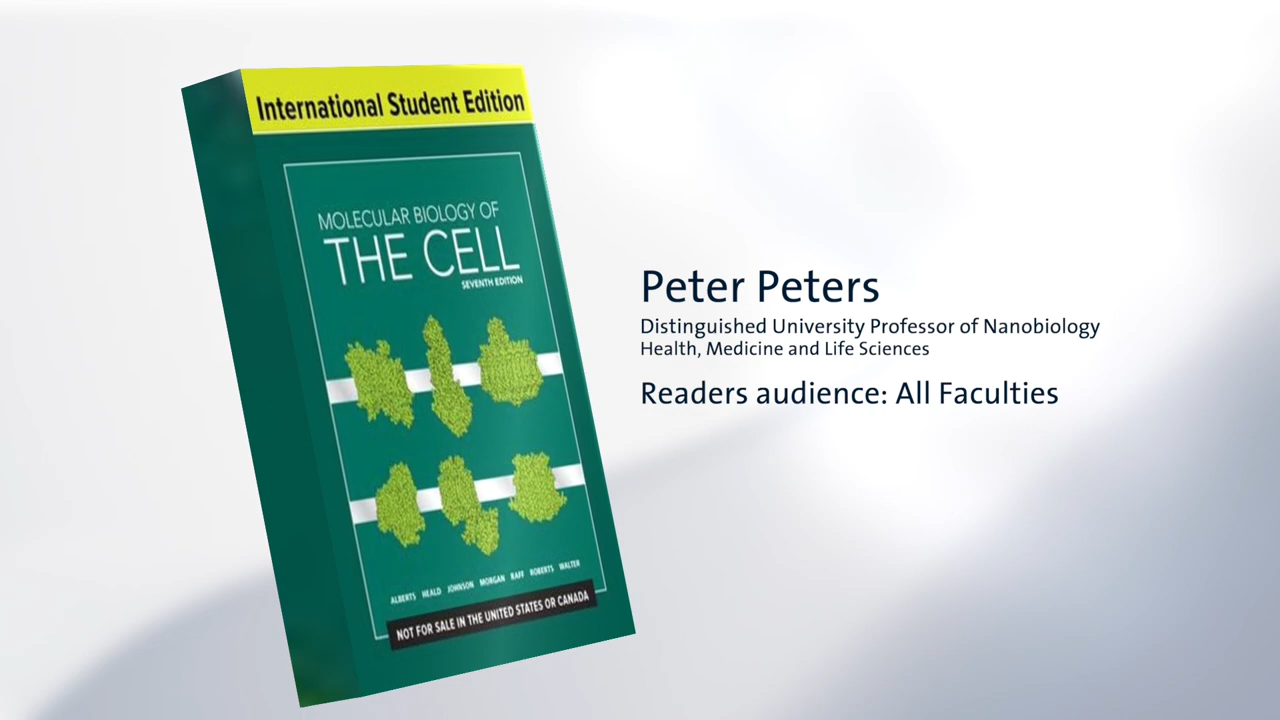 International Student Edition
MOLECULAR BIOLOGY OF
THE CELL
SEVENTH EDITION
ALBERTS HEALD JOHNSON MORGAN RAFF ROBERTS WALTER
NOT FOR SALE IN THE UNITED STATES OR CANADA
Peter Peters
Distinguished University Professor of Nanobiology
Health, Medicine and Life Sciences
Readers audience: All Faculties